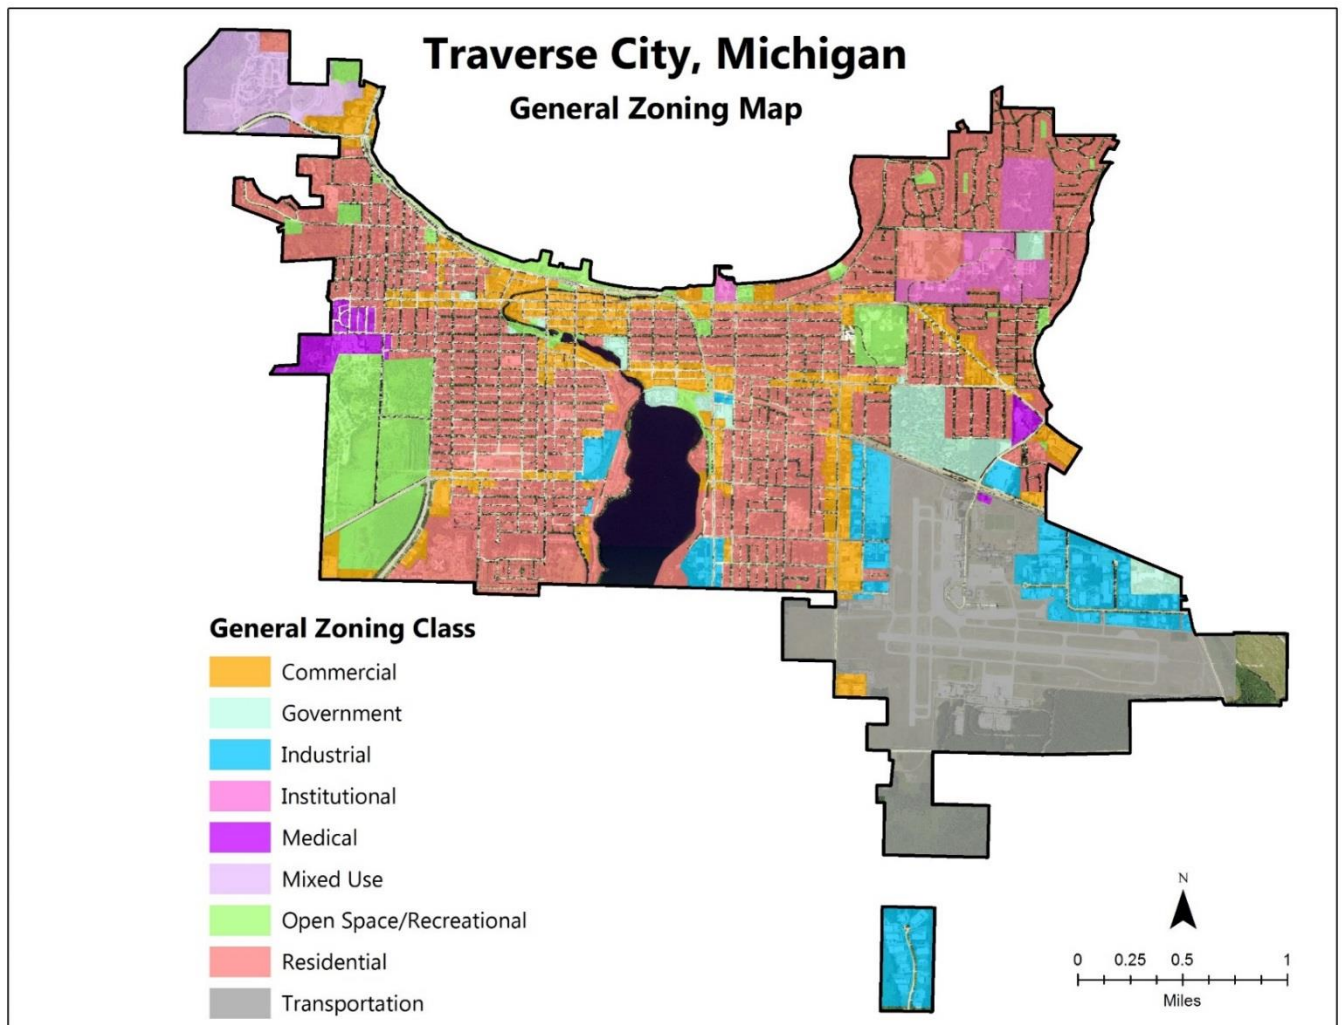 Traverse City, Michigan
General Zoning Map
General Zoning Class
Commercial
Government
Industrial
Institutional
Medical
Mixed Use
Open Space/Recreational
Residential
Transportation
N
0 0.25 0.5 1
Miles